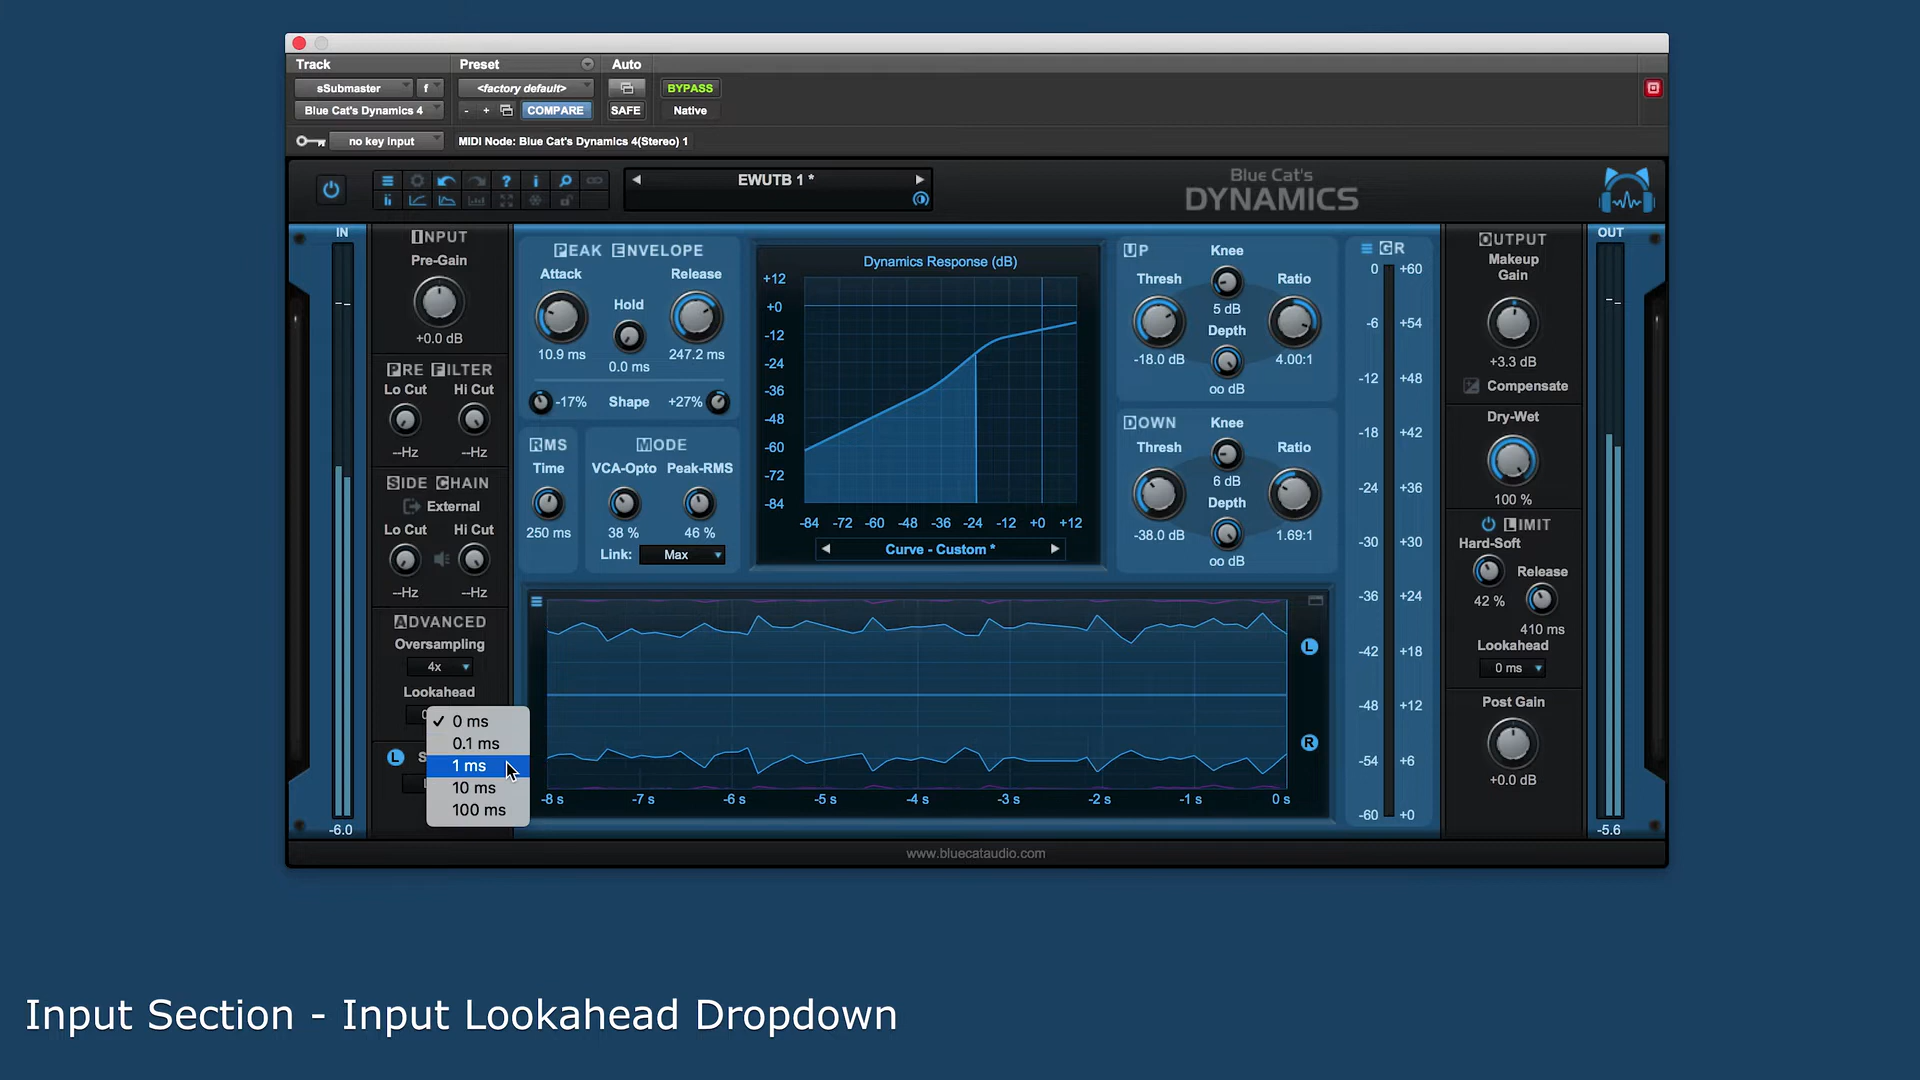 Track
Preset
Auto
sSubmaster
f
<factory default>
BYPASS
Blue Cat's Dynamics 4
- +
COMPARE
SAFE
Native
no key input
MIDI Node: Blue Cat's Dynamics 4(Stereo) 1
EWUTB 1 *
Blue Cat's
DYNAMICS
IN
INPUT
Pre-Gain
+0.0 dB
PRE FILTER
Lo Cut
Hi Cut
--Hz
--Hz
SIDE CHAIN
External
Lo Cut
Hi Cut
--Hz
--Hz
ADVANCED
Oversampling
4x
Lookahead
✓ 0 ms
0.1 ms
1 ms
10 ms
100 ms
L
-6.0
PEAK ENVELOPE
Attack
Hold
Release
10.9 ms
0.0 ms
247.2 ms
-17%
Shape
+27%
RMS
Time
250 ms
MODE
VCA-Opto
Peak-RMS
38 %
46 %
Link:
Max
Dynamics Response (dB)
+12
+0
-12
-24
-36
-48
-60
-72
-84
-84 -72 -60 -48 -36 -24 -12 +0 +12
Curve - Custom *
UP
Knee
Thresh
Ratio
5 dB
Depth
-18.0 dB
4.00:1
oo dB
DOWN
Knee
Thresh
Ratio
6 dB
Depth
-38.0 dB
1.69:1
oo dB
L
R
-8 s -7 s -6 s -5 s -4 s -3 s -2 s -1 s 0 s
GR
0 +60
-6 +54
-12 +48
-18 +42
-24 +36
-30 +30
-36 +24
-42 +18
-48 +12
-54 +6
-60 +0
OUTPUT
Makeup
Gain
+3.3 dB
Compensate
Dry-Wet
100 %
LIMIT
Hard-Soft
Release
42 %
410 ms
Lookahead
0 ms
Post Gain
+0.0 dB
OUT
-5.6
www.bluecataudio.com
Input Section - Input Lookahead Dropdown